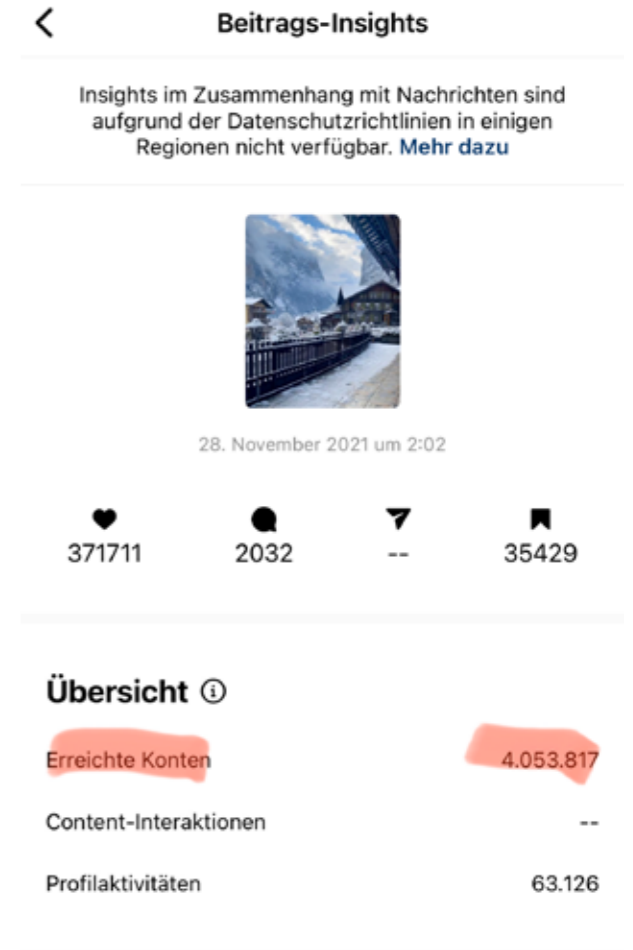 Beitrags-Insights
Insights im Zusammenhang mit Nachrichten sind
aufgrund der Datenschutzrichtlinien in einigen
Regionen nicht verfügbar. Mehr dazu
28. November 2021 um 2:02
371711 2032 -- 35429
Übersicht
Erreichte Konten 4.053.817
Content-Interaktionen --
Profilaktivitäten 63.126